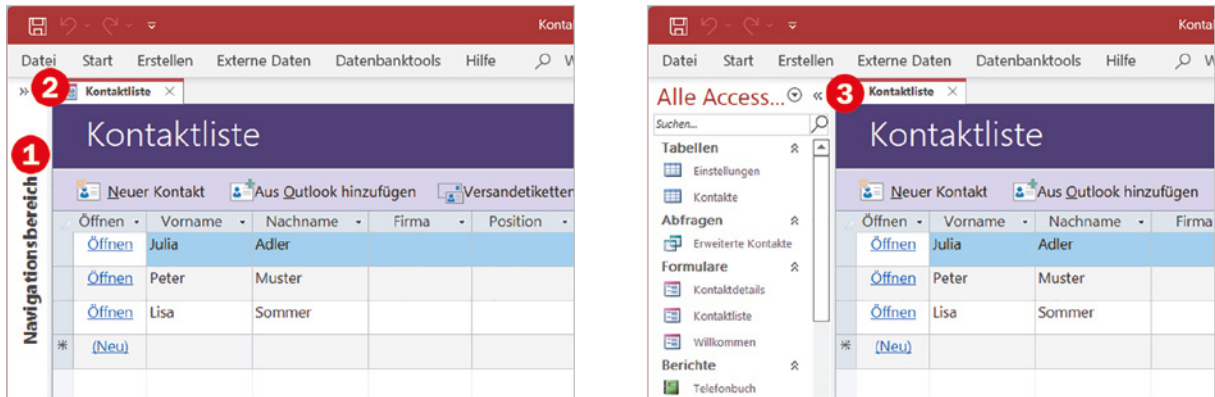 Konta
Datei Start Erstellen Externe Daten Datenbanktools Hilfe W
» 2 Kontaktliste ×
Kontaktliste
1
Navigationsbereich
Neuer Kontakt Aus Outlook hinzufügen Versandetiketten
Öffnen Vorname Nachname Firma Position
Öffnen Julia Adler
Öffnen Peter Muster
Öffnen Lisa Sommer
* (Neu)
Kontal
Datei Start Erstellen Externe Daten Datenbanktools Hilfe W
Alle Access... « 3 Kontaktliste ×
Suchen...
Kontaktliste
Tabellen
Einstellungen
Kontakte
Abfragen
Erweiterte Kontakte
Formulare
Kontaktdetails
Kontaktliste
Willkommen
Berichte
Telefonbuch
Neuer Kontakt Aus Outlook hinzufügen
Öffnen Vorname Nachname Firma
Öffnen Julia Adler
Öffnen Peter Muster
Öffnen Lisa Sommer
* (Neu)